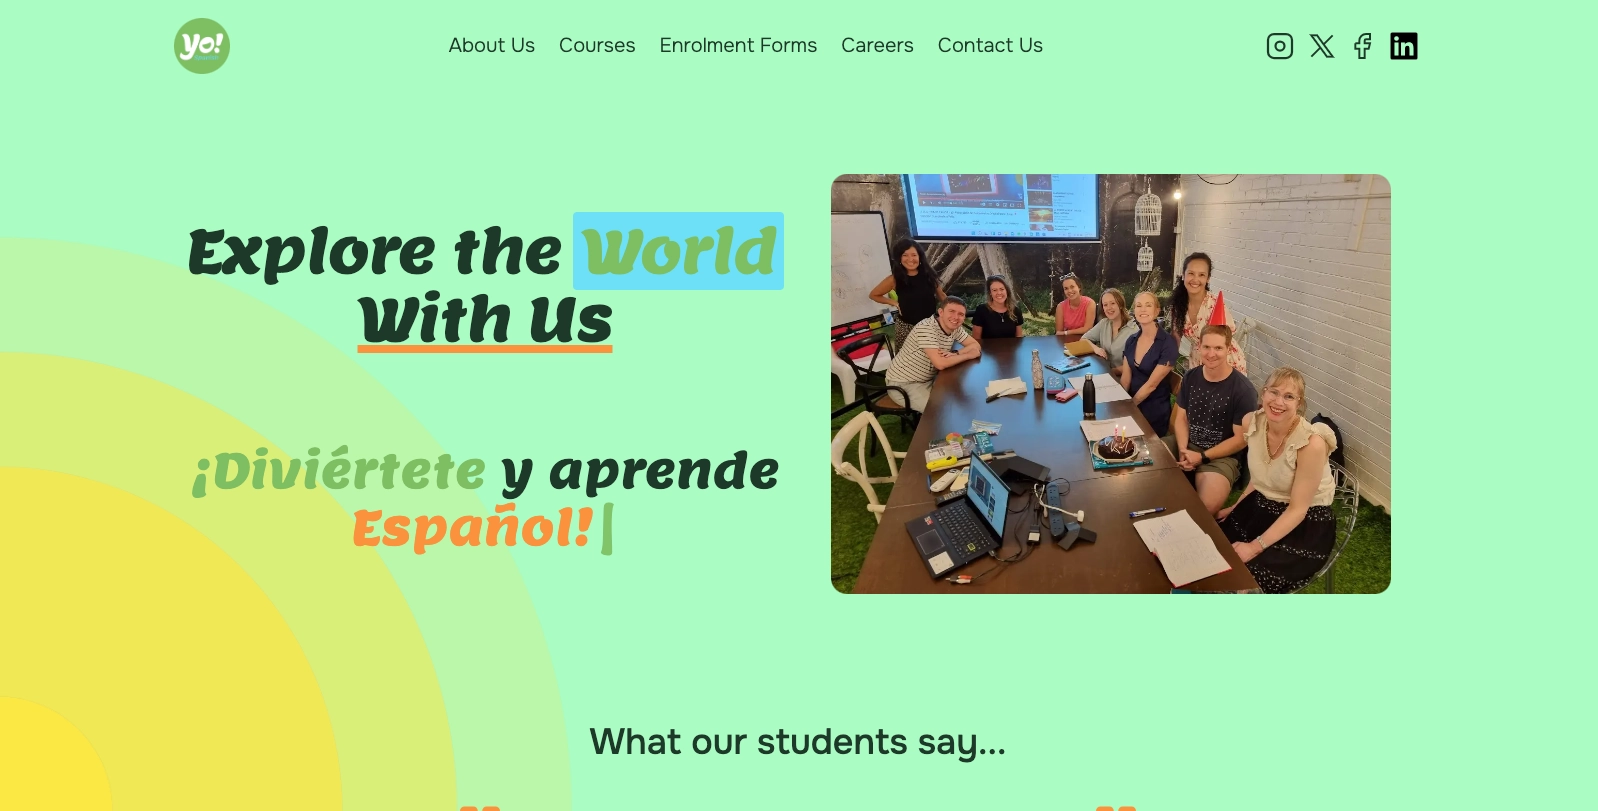 yo!
About Us
Courses
Enrolment Forms
Careers
Contact Us
Explore the World
With Us
¡Diviértete y aprende
Español!
What our students say...